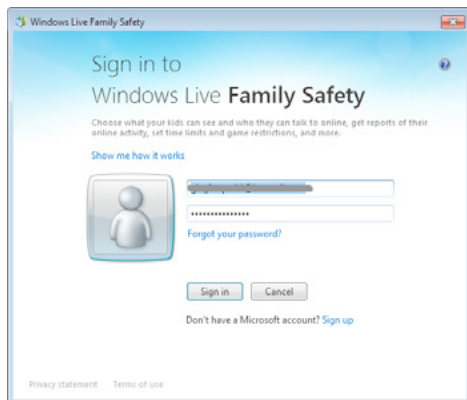 Windows Live Family Safety
Sign in to
Windows Live Family Safety
Choose what your kids can see and who they can talk to online, get reports of their
online activity, set time limits and game restrictions, and more.
Show me how it works
•••••••••••••••
Forgot your password?
Sign in Cancel
Don't have a Microsoft account? Sign up
Privacy statement Terms of use